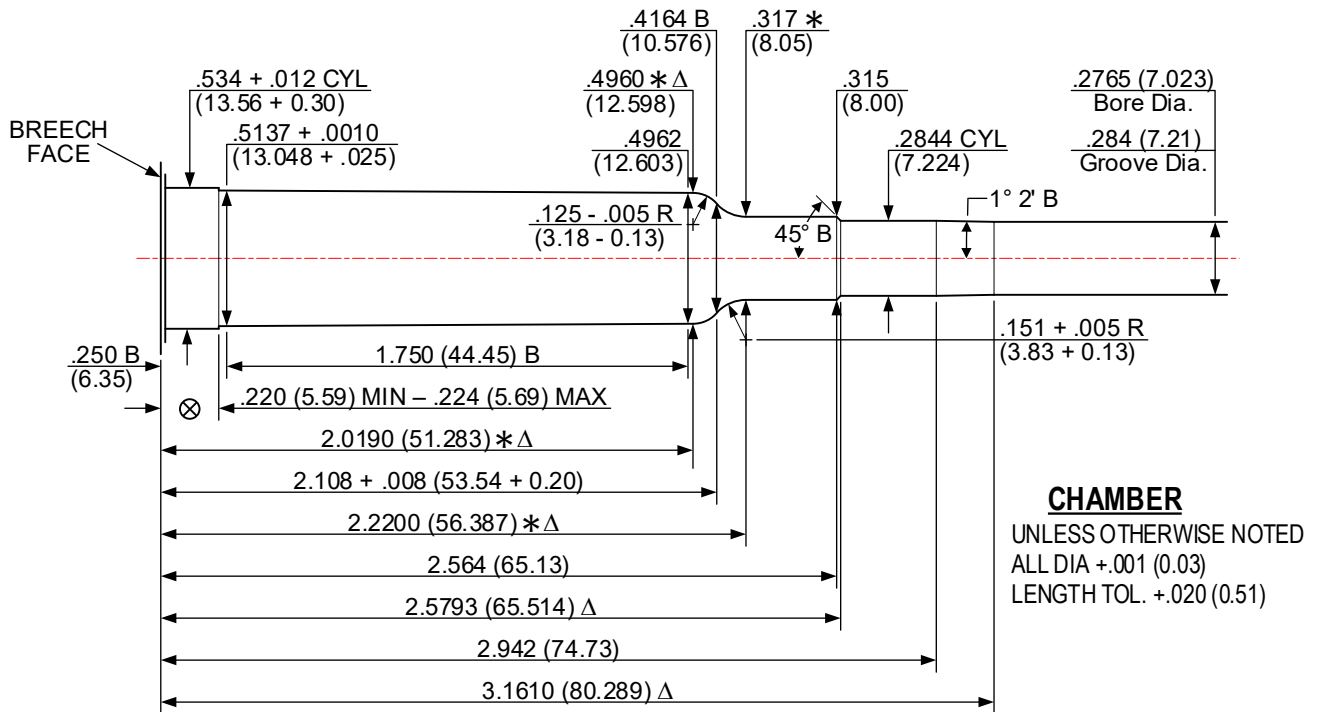 .4164 B
(10.576)
.317 *
(8.05)
.534 + .012 CYL
(13.56 + 0.30)
.4960 * Δ
(12.598)
.315
(8.00)
.2765 (7.023)
Bore Dia.
BREECH
FACE
.5137 + .0010
(13.048 + .025)
.4962
(12.603)
.2844 CYL
(7.224)
.284 (7.21)
Groove Dia.
1° 2' B
.125 - .005 R
(3.18 - 0.13)
45° B
.151 + .005 R
(3.83 + 0.13)
.250 B
(6.35)
1.750 (44.45) B
.220 (5.59) MIN – .224 (5.69) MAX
2.0190 (51.283) * Δ
2.108 + .008 (53.54 + 0.20)
2.2200 (56.387) * Δ
2.564 (65.13)
2.5793 (65.514) Δ
2.942 (74.73)
3.1610 (80.289) Δ
CHAMBER
UNLESS OTHERWISE NOTED
ALL DIA +.001 (0.03)
LENGTH TOL. +.020 (0.51)